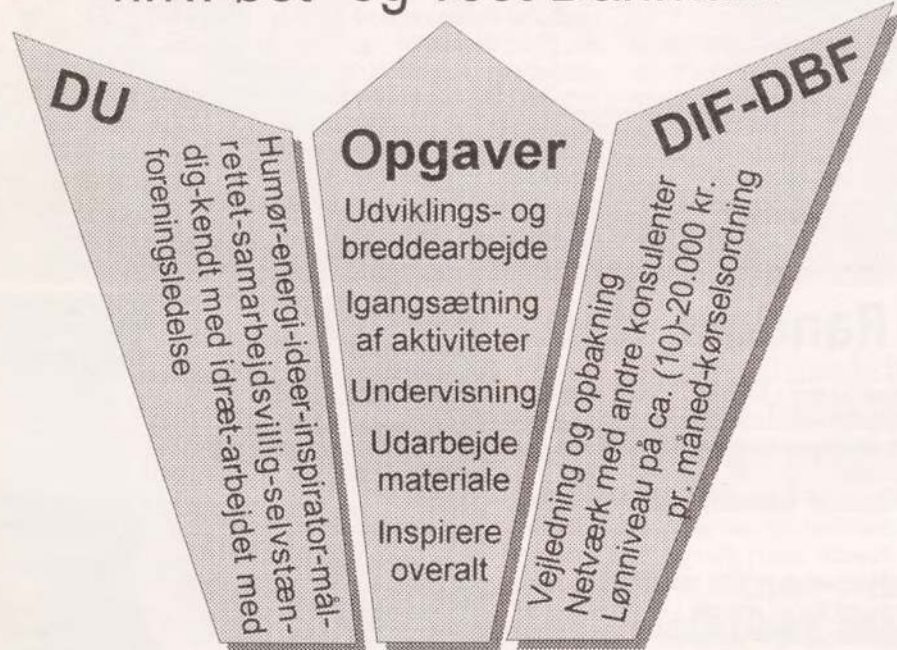 DU
Humør-energi-ideer-inspirator-mål-
rettet-samarbejdsvillig-selvstæn-
dig-kendt med idræt-arbejdet med
foreningsledelse
Opgaver
Udviklings- og
breddearbejde
Igangsætning
af aktiviteter
Undervisning
Udarbejde
materiale
Inspirere
overalt
DIF-DBF
Vejledning og opbakning
Netværk med andre konsulenter
Lønniveau på ca. (10)-20.000 kr.
pr. måned-kørselsordning